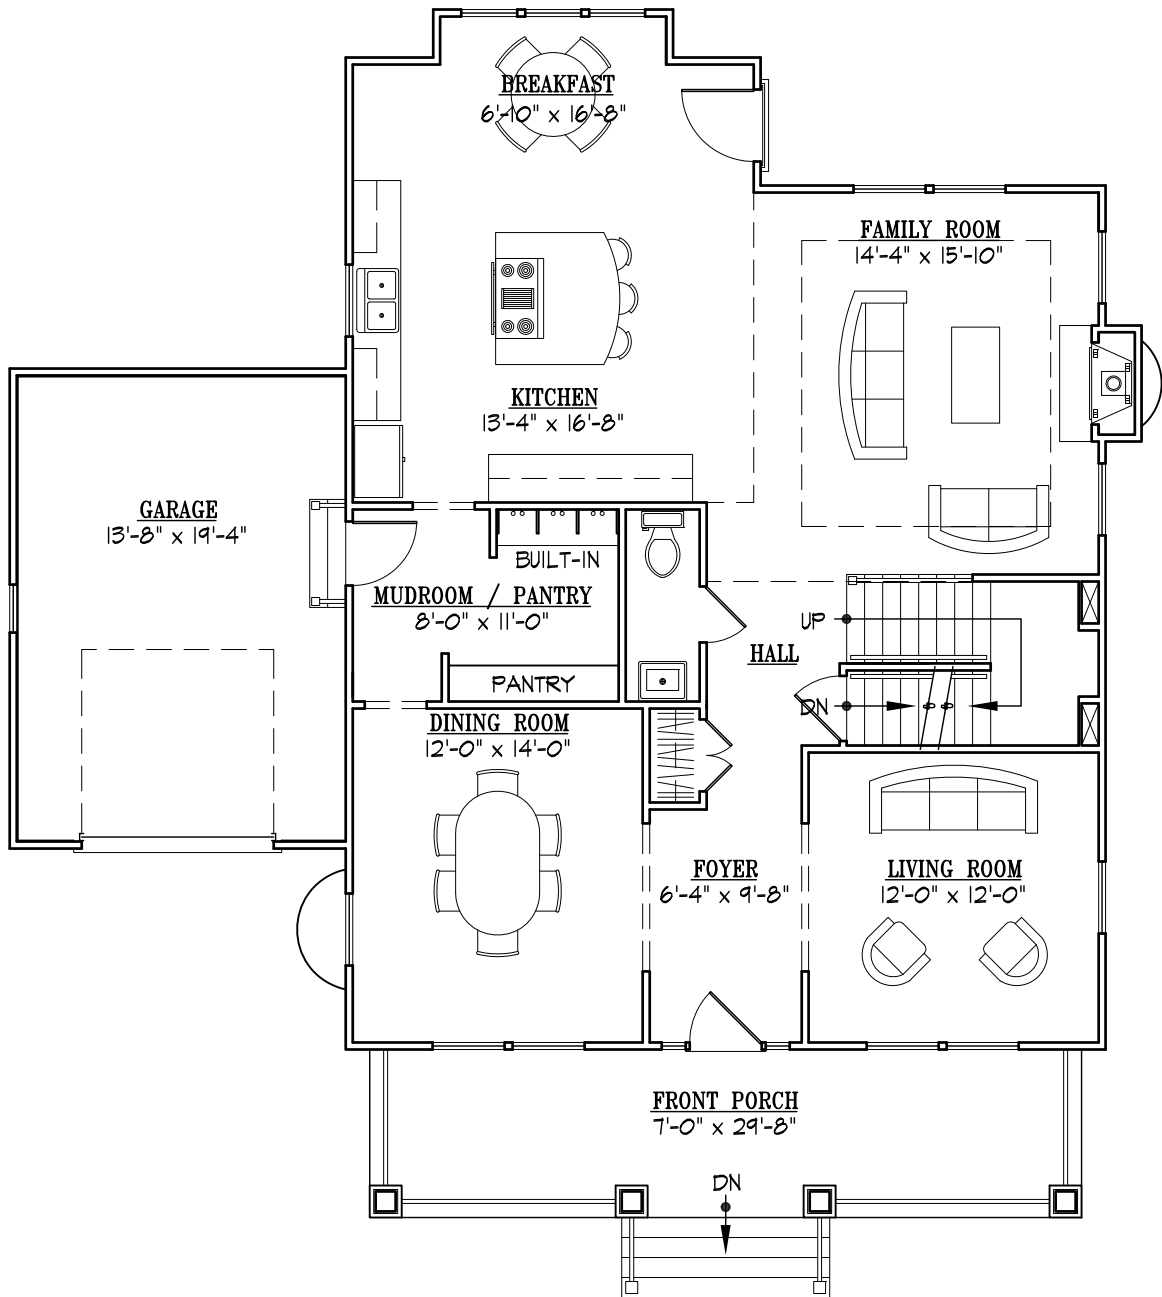 BREAKFAST
6'-10" x 16'-8"
FAMILY ROOM
14'-4" x 15'-10"
KITCHEN
13'-4" x 16'-8"
GARAGE
13'-8" x 19'-4"
BUILT-IN
MUDROOM / PANTRY
8'-0" x 11'-0"
UP
HALL
PANTRY
DN
DINING ROOM
12'-0" x 14'-0"
FOYER
6'-4" x 9'-8"
LIVING ROOM
12'-0" x 12'-0"
FRONT PORCH
7'-0" x 29'-8"
DN